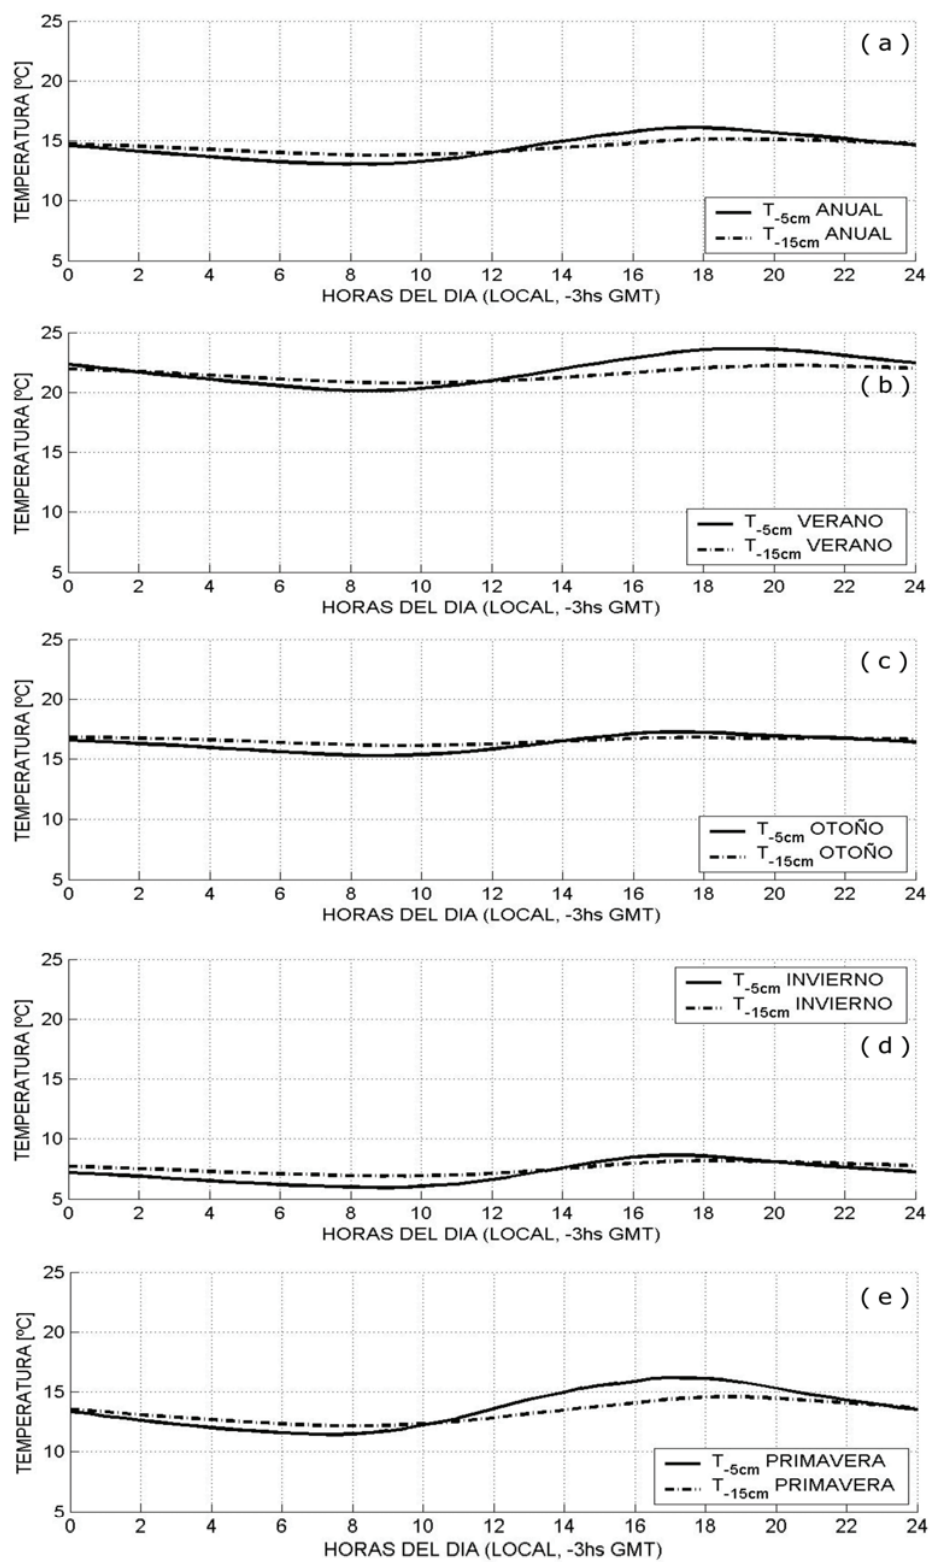 TEMPERATURA [ºC]
25
20
15
10
5
( a )
T-5cm ANUAL
T-15cm ANUAL
0 2 4 6 8 10 12 14 16 18 20 22 24
HORAS DEL DIA (LOCAL, -3hs GMT)
TEMPERATURA [ºC]
25
20
15
10
5
( b )
T-5cm VERANO
T-15cm VERANO
0 2 4 6 8 10 12 14 16 18 20 22 24
HORAS DEL DIA (LOCAL, -3hs GMT)
TEMPERATURA [ºC]
25
20
15
10
5
( c )
T-5cm OTOÑO
T-15cm OTOÑO
0 2 4 6 8 10 12 14 16 18 20 22 24
HORAS DEL DIA (LOCAL, -3hs GMT)
TEMPERATURA [ºC]
25
20
15
10
5
T-5cm INVIERNO
T-15cm INVIERNO
( d )
0 2 4 6 8 10 12 14 16 18 20 22 24
HORAS DEL DIA (LOCAL, -3hs GMT)
TEMPERATURA [ºC]
25
20
15
10
5
( e )
T-5cm PRIMAVERA
T-15cm PRIMAVERA
0 2 4 6 8 10 12 14 16 18 20 22 24
HORAS DEL DIA (LOCAL, -3hs GMT)